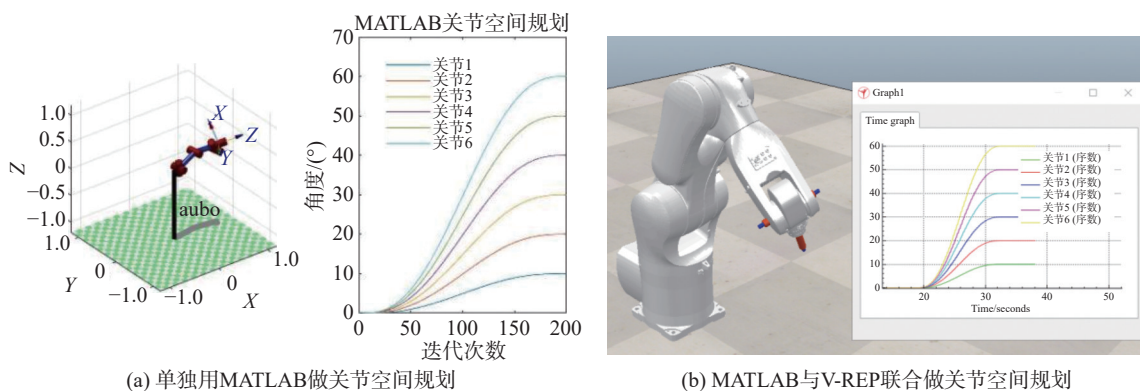 MATLAB关节空间规划
70
60
50
40
30
20
10
0
角度/(°)
关节1
关节2
关节3
关节4
关节5
关节6
0 50 100 150 200
迭代次数
1.0
0.5
0
−0.5
−1.0
Z
X
Z
Y
aubo
1.0
0
−1.0
Y
−1.0
0
1.0
X
(a) 单独用MATLAB做关节空间规划
Graph1
Time graph
60
50
40
30
20
10
0
关节1 (序数)
关节2 (序数)
关节3 (序数)
关节4 (序数)
关节5 (序数)
关节6 (序数)
20 30 40 50
Time/seconds
(b) MATLAB与V-REP联合做关节空间规划